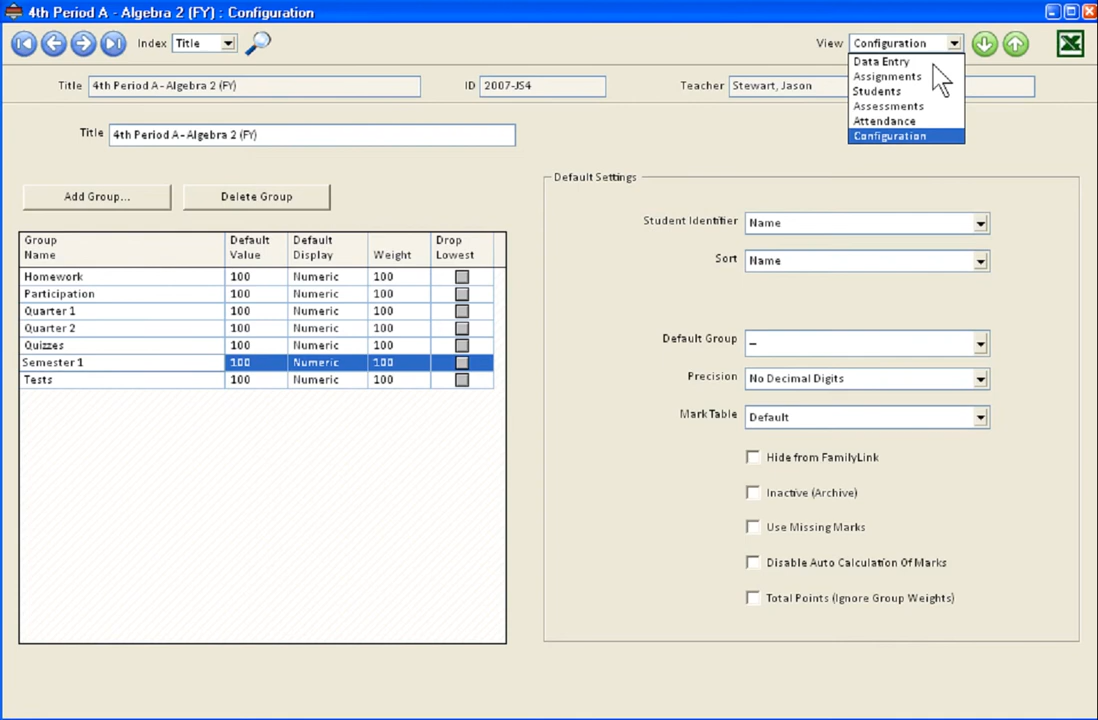 4th Period A - Algebra 2 (FY) : Configuration
Index Title View Configuration
Data Entry
Assignments
Students
Assessments
Attendance
Configuration
Title 4th Period A - Algebra 2 (FY) ID 2007-JS4 Teacher Stewart, Jason
Title 4th Period A - Algebra 2 (FY)
Add Group... Delete Group
Group Name Default Value Default Display Weight Drop Lowest
Homework 100 Numeric 100
Participation 100 Numeric 100
Quarter 1 100 Numeric 100
Quarter 2 100 Numeric 100
Quizzes 100 Numeric 100
Semester 1 100 Numeric 100
Tests 100 Numeric 100
Default Settings
Student Identifier Name
Sort Name
Default Group --
Precision No Decimal Digits
Mark Table Default
Hide from FamilyLink
Inactive (Archive)
Use Missing Marks
Disable Auto Calculation Of Marks
Total Points (Ignore Group Weights)